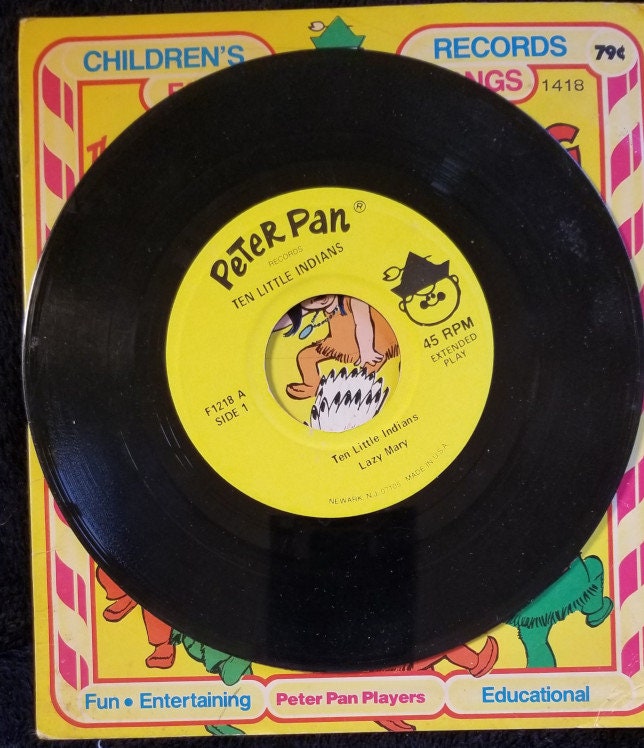 CHILDREN'S RECORDS 79¢
NGS 1418
PETER PAN ®
RECORDS
TEN LITTLE INDIANS
45 RPM
EXTENDED
PLAY
F1218 A
SIDE 1
Ten Little Indians
Lazy Mary
NEWARK, N.J. 07105 MADE IN U.S.A.
Fun • Entertaining Peter Pan Players Educational